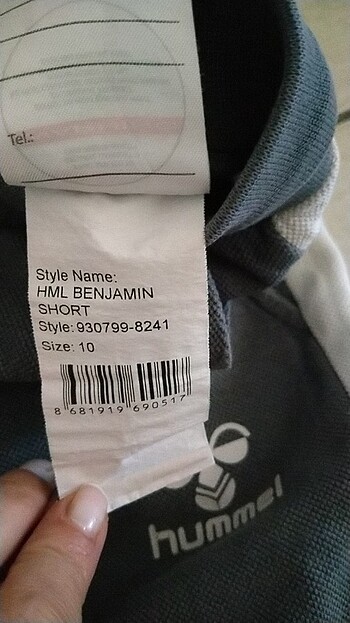 Tel.:
Style Name:
HML BENJAMIN
SHORT
Style: 930799-8241
Size: 10
8 681919 690517
hummel